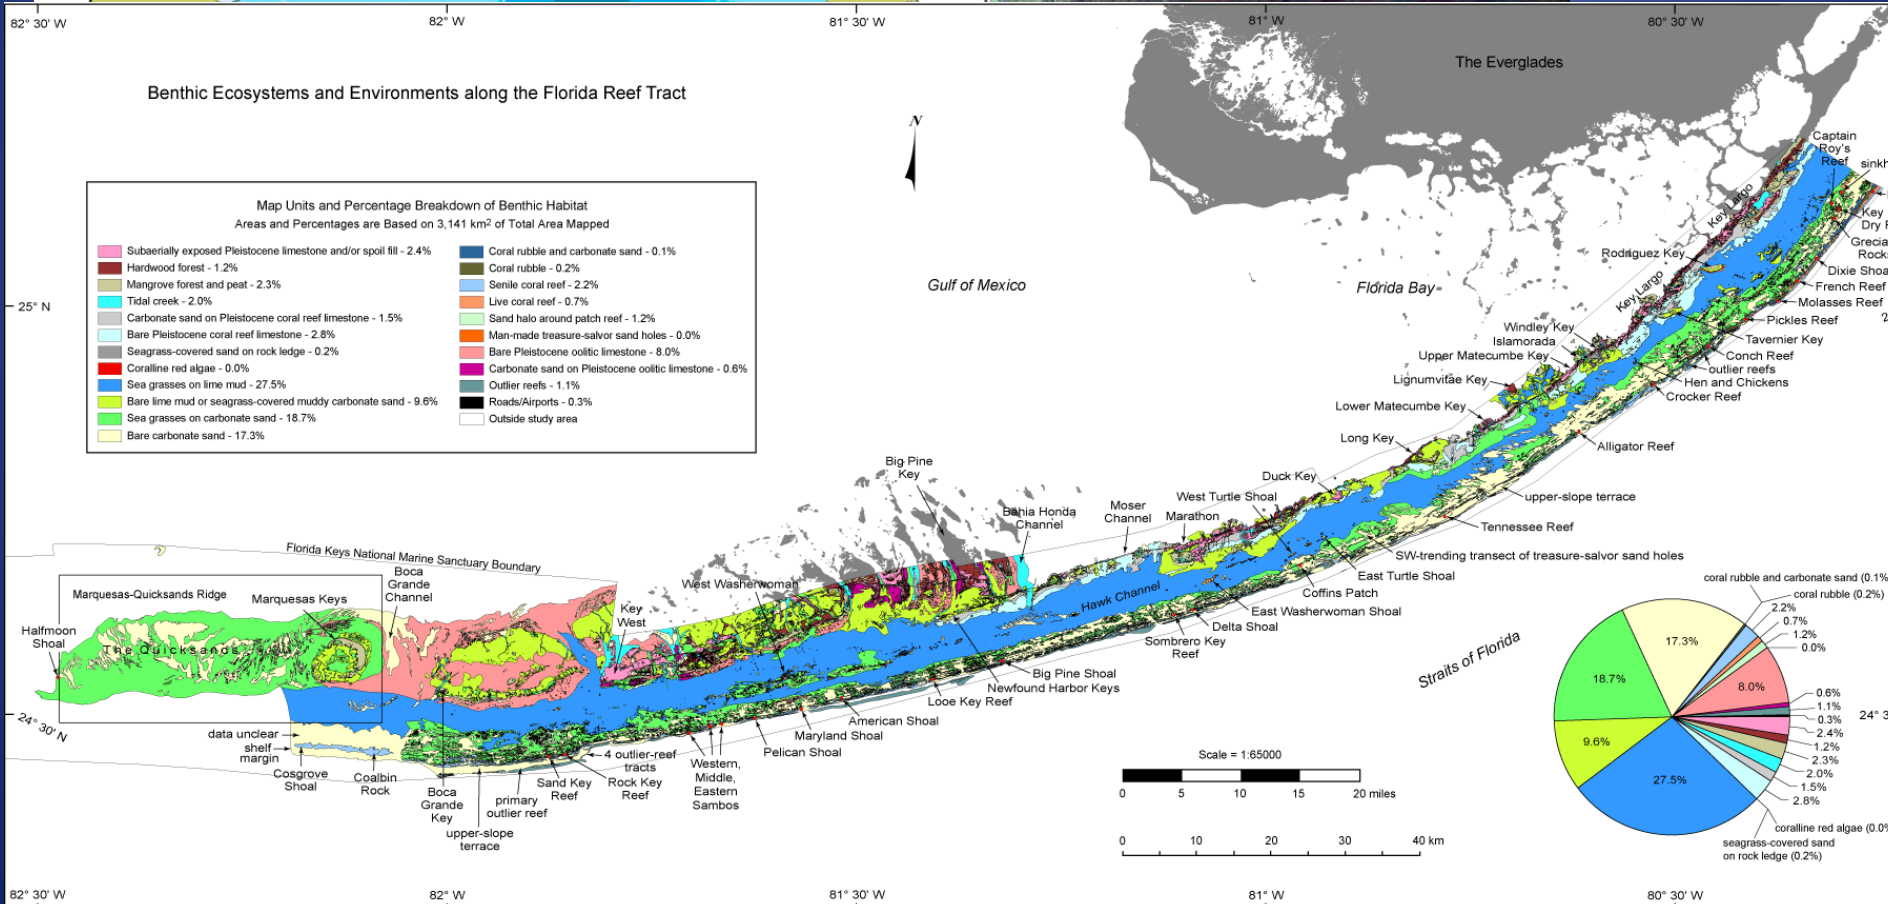 82° 30' W
82° W
81° 30' W
81° W
80° 30' W
The Everglades
Benthic Ecosystems and Environments along the Florida Reef Tract
N
Map Units and Percentage Breakdown of Benthic Habitat
Areas and Percentages are Based on 3,141 km2 of Total Area Mapped
Subaerially exposed Pleistocene limestone and/or spoil fill - 2.4%
Hardwood forest - 1.2%
Mangrove forest and peat - 2.3%
Tidal creek - 2.0%
Carbonate sand on Pleistocene coral reef limestone - 1.5%
Bare Pleistocene coral reef limestone - 2.8%
Seagrass-covered sand on rock ledge - 0.2%
Coralline red algae - 0.0%
Sea grasses on lime mud - 27.5%
Bare lime mud or seagrass-covered muddy carbonate sand - 9.6%
Sea grasses on carbonate sand - 18.7%
Bare carbonate sand - 17.3%
Coral rubble and carbonate sand - 0.1%
Coral rubble - 0.2%
Senile coral reef - 2.2%
Live coral reef - 0.7%
Sand halo around patch reef - 1.2%
Man-made treasure-salvor sand holes - 0.0%
Bare Pleistocene oolitic limestone - 8.0%
Carbonate sand on Pleistocene oolitic limestone - 0.6%
Outlier reefs - 1.1%
Roads/Airports - 0.3%
Outside study area
25° N
Gulf of Mexico
Florida Bay
Captain
Roy's
Reef
sinkh
Key Largo
Key
Dry
Grecia
Rocks
Rodriguez Key
Dixie Shoa
Key Largo
French Reef
Molasses Reef
Pickles Reef
Windley Key
Islamorada
Tavernier Key
Upper Matecumbe Key
Conch Reef
outlier reefs
Lignumvitae Key
Hen and Chickens
Crocker Reef
Lower Matecumbe Key
Long Key
Alligator Reef
Big Pine
Key
Duck Key
West Turtle Shoal
upper-slope terrace
Bahia Honda
Channel
Moser
Channel
Marathon
Tennessee Reef
SW-trending transect of treasure-salvor sand holes
East Turtle Shoal
Coffins Patch
East Washerwoman Shoal
Delta Shoal
Sombrero Key
Reef
Hawk Channel
Florida Keys National Marine Sanctuary Boundary
Boca
Grande
Channel
West Washerwoman
Marquesas-Quicksands Ridge
Marquesas Keys
Key
West
Halfmoon
Shoal
The Quicksands
Big Pine Shoal
Newfound Harbor Keys
Looe Key Reef
American Shoal
Maryland Shoal
Pelican Shoal
24° 30' N
data unclear
shelf
margin
Cosgrove
Shoal
Coalbin
Rock
Boca
Grande
Key
upper-slope
terrace
primary
outlier reef
Sand Key
Reef
4 outlier-reef
tracts
Rock Key
Reef
Western,
Middle,
Eastern
Sambos
Straits of Florida
Scale = 1:65000
0 5 10 15 20 miles
0 10 20 30 40 km
coral rubble and carbonate sand (0.1%
coral rubble (0.2%)
2.2%
0.7%
1.2%
0.0%
17.3%
18.7%
8.0%
0.6%
1.1%
0.3%
24° 3
2.4%
9.6%
1.2%
2.3%
27.5%
2.0%
1.5%
2.8%
coralline red algae (0.0%
seagrass-covered sand
on rock ledge (0.2%)
82° 30' W
82° W
81° 30' W
81° W
80° 30' W